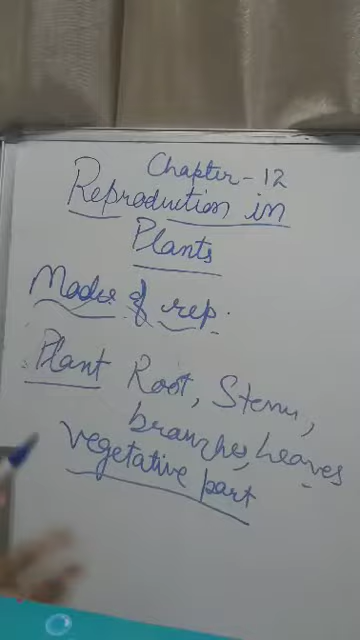 Chapter-12
Reproduction in
Plants
Modes of rep.
Plant Root, Stem,
branches, leaves
vegetative part